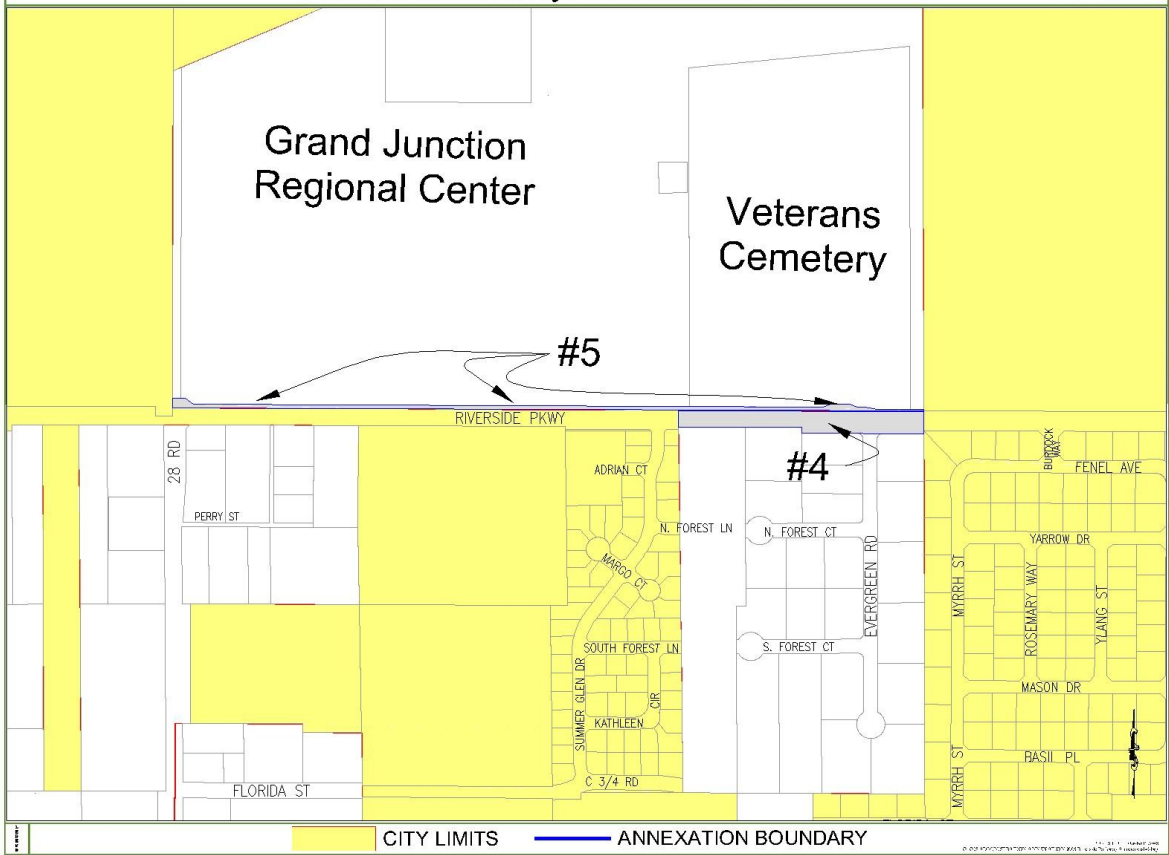 Grand Junction
Regional Center
Veterans
Cemetery
#5
RIVERSIDE PKWY
#4
28 RD
ADRIAN CT
BURDOCK
WAY
FENEL AVE
PERRY ST
N. FOREST LN
N. FOREST CT
YARROW DR
MARGO CT
EVERGREEN RD
MYRRH ST
ROSEMARY WAY
YLANG ST
SOUTH FOREST LN
S. FOREST CT
SUMMER GLEN DR
MASON DR
KATHLEEN
CIR
BASIL PL
MYRRH ST
C 3/4 RD
FLORIDA ST
CITY LIMITS
ANNEXATION BOUNDARY